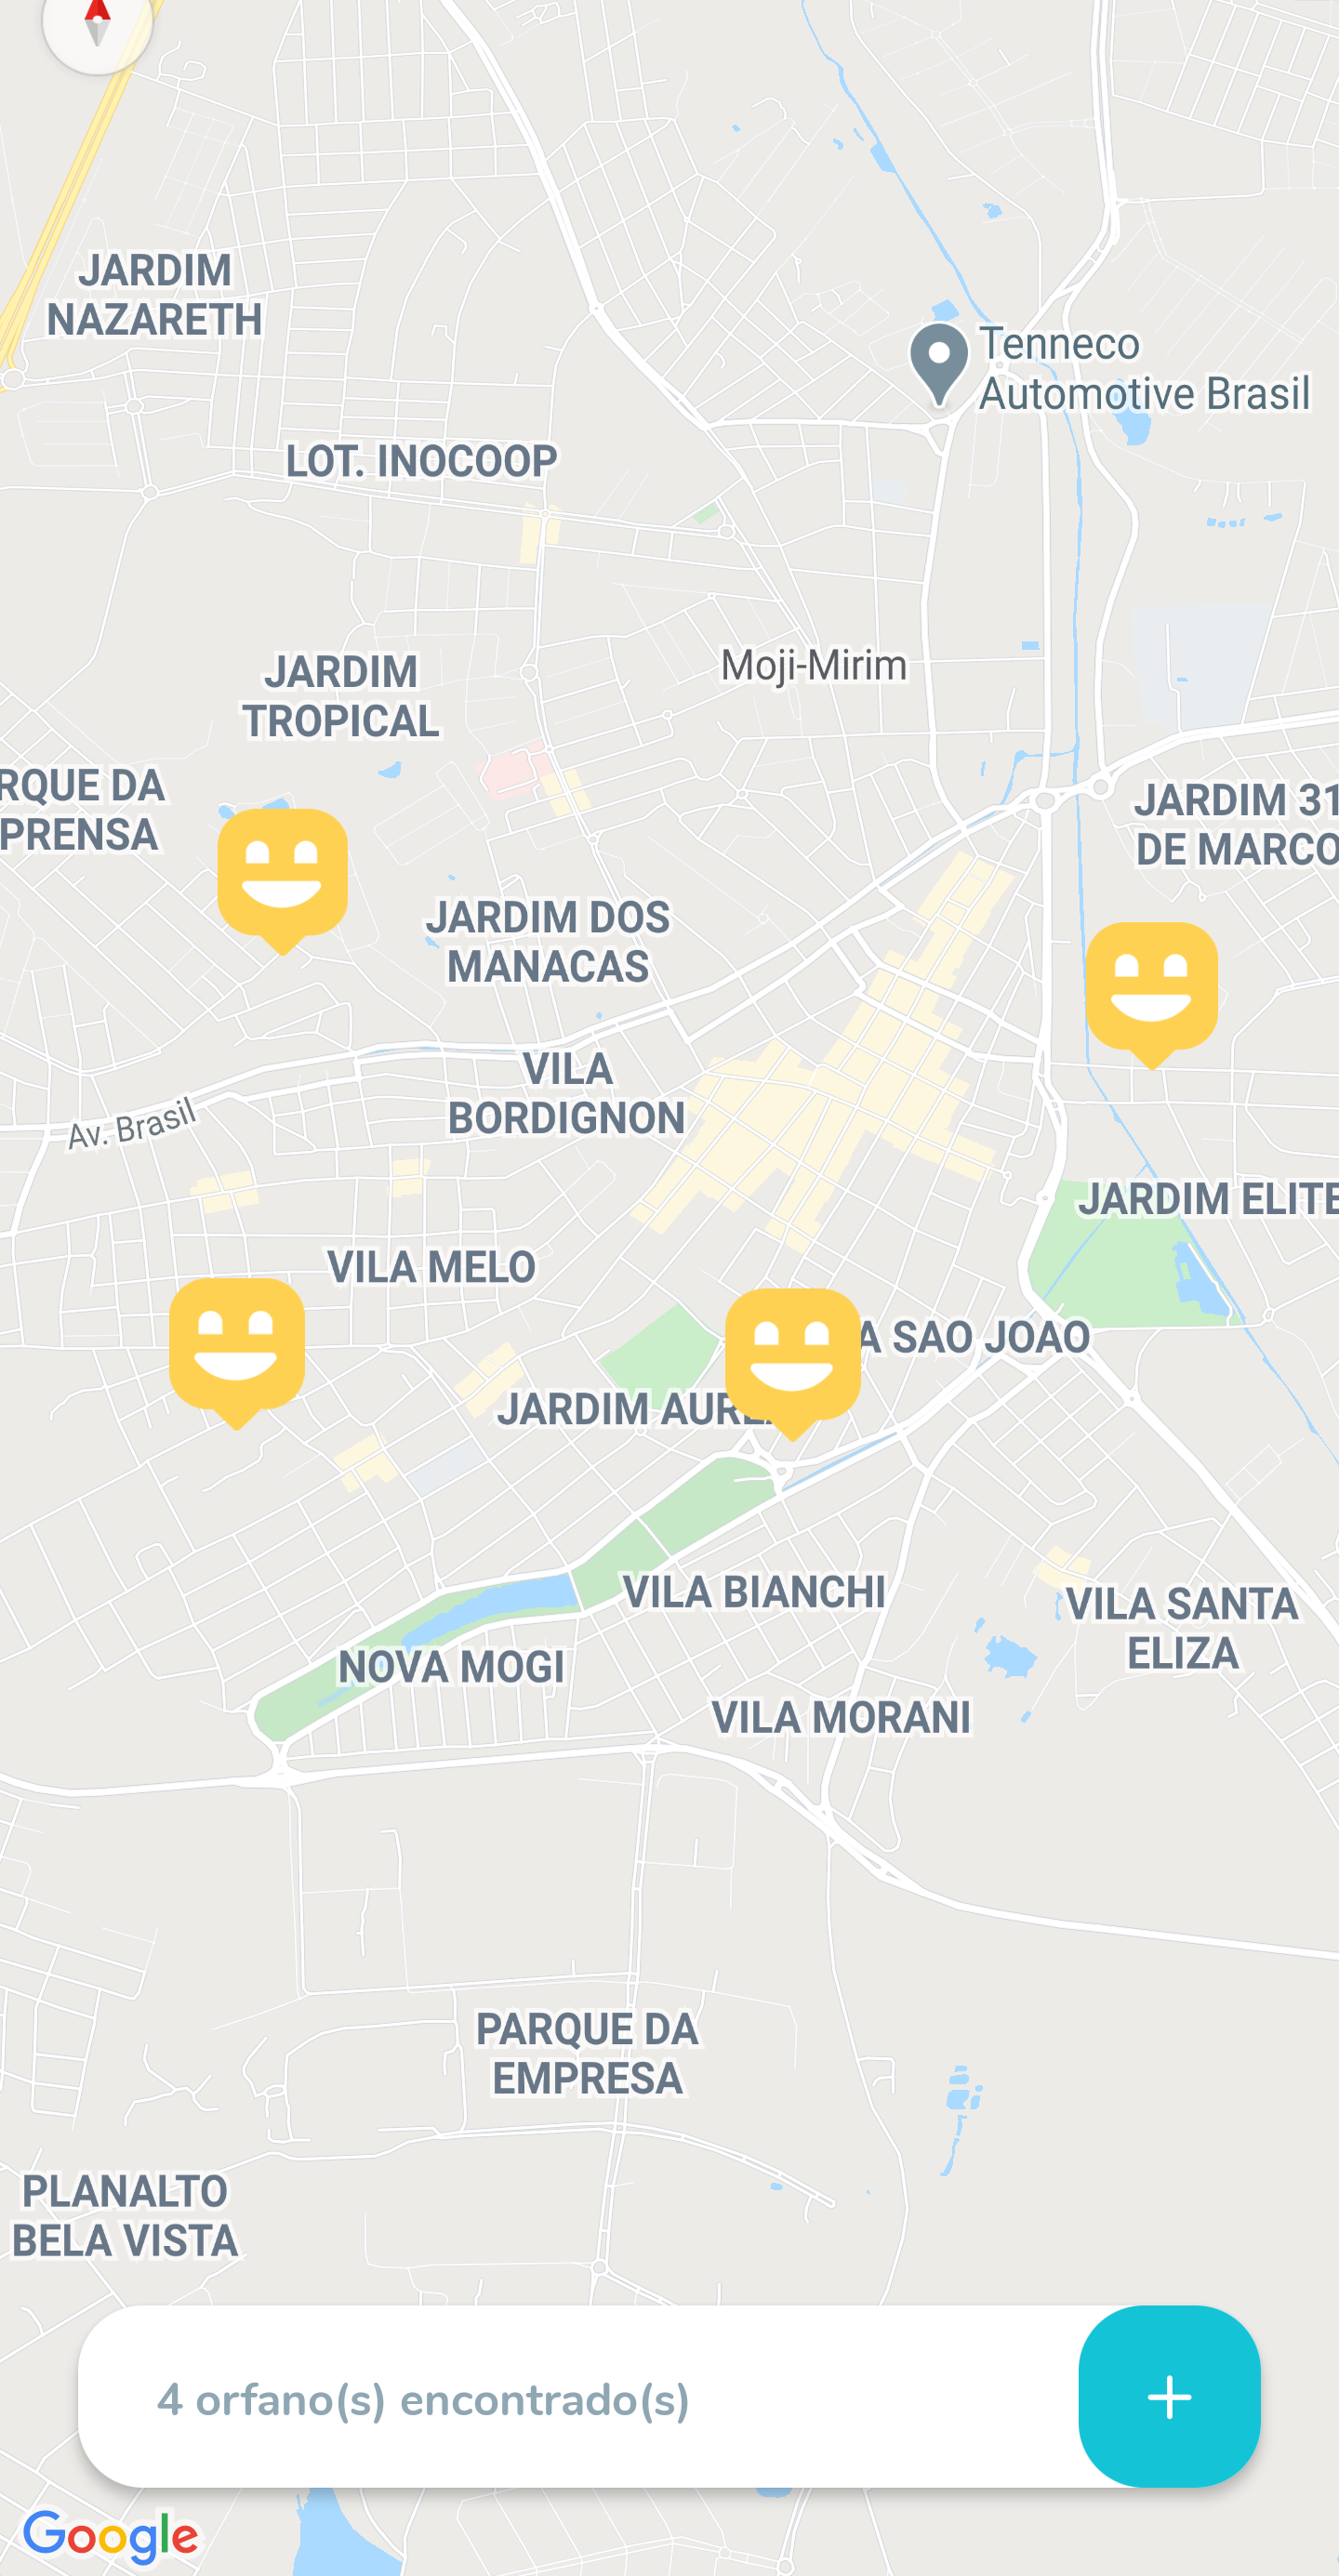 JARDIM
NAZARETH
Tenneco
Automotive Brasil
LOT. INOCOOP
Moji-Mirim
JARDIM
TROPICAL
RQUE DA
PRENSA
JARDIM 31
DE MARCO
JARDIM DOS
MANACAS
VILA
BORDIGNON
Av. Brasil
JARDIM ELITE
VILA MELO
A SAO JOAO
JARDIM AUREA
VILA BIANCHI
VILA SANTA
ELIZA
NOVA MOGI
VILA MORANI
PARQUE DA
EMPRESA
PLANALTO
BELA VISTA
4 orfano(s) encontrado(s)
+
Google